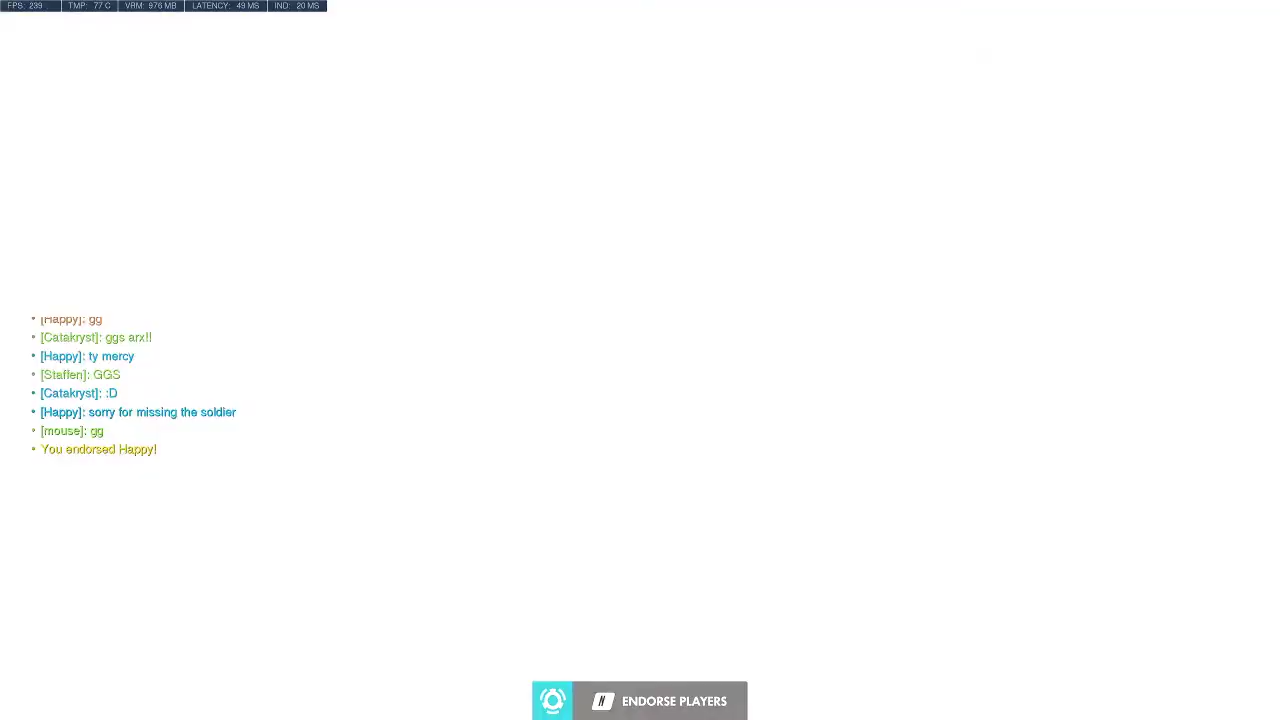 FPS: 239 TMP: 77 C VRM: 976 MB LATENCY: 49 MS IND: 20 MS
• [Happy]: gg
• [Catakryst]: ggs arx!!
• [Happy]: ty mercy
• [Staffen]: GGS
• [Catakryst]: :D
• [Happy]: sorry for missing the soldier
• [mouse]: gg
• You endorsed Happy!
N ENDORSE PLAYERS